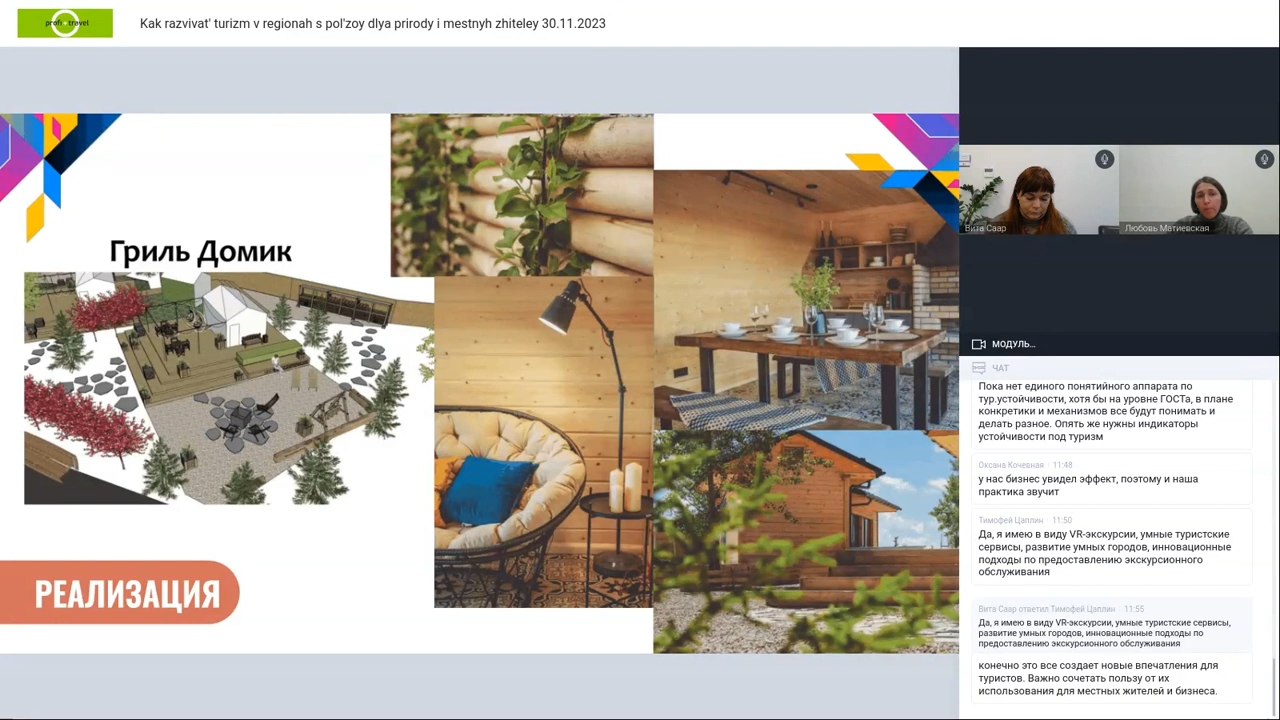 profi travel
Kak razvivat' turizm v regionah s pol'zoy dlya prirody i mestnyh zhiteley 30.11.2023
Гриль Домик
РЕАЛИЗАЦИЯ
Вита Саар
Любовь Матиевская
МОДУЛЬ...
ЧАТ
Пока нет единого понятийного аппарата по
тур.устойчивости, хотя бы на уровне ГОСТа, в плане
конкретики и механизмов все будут понимать и
делать разное. Опять же нужны индикаторы
устойчивости под туризм
Оксана Кочевная 11:48
у нас бизнес увидел эффект, поэтому и наша
практика звучит
Тимофей Цаплин 11:50
Да, я имею в виду VR-экскурсии, умные туристские
сервисы, развитие умных городов, инновационные
подходы по предоставлению экскурсионного
обслуживания
Вита Саар ответил Тимофей Цаплин 11:55
Да, я имею в виду VR-экскурсии, умные туристские сервисы,
развитие умных городов, инновационные подходы по
предоставлению экскурсионного обслуживания
конечно это все создает новые впечатления для
туристов. Важно сочетать пользу от их
использования для местных жителей и бизнеса.